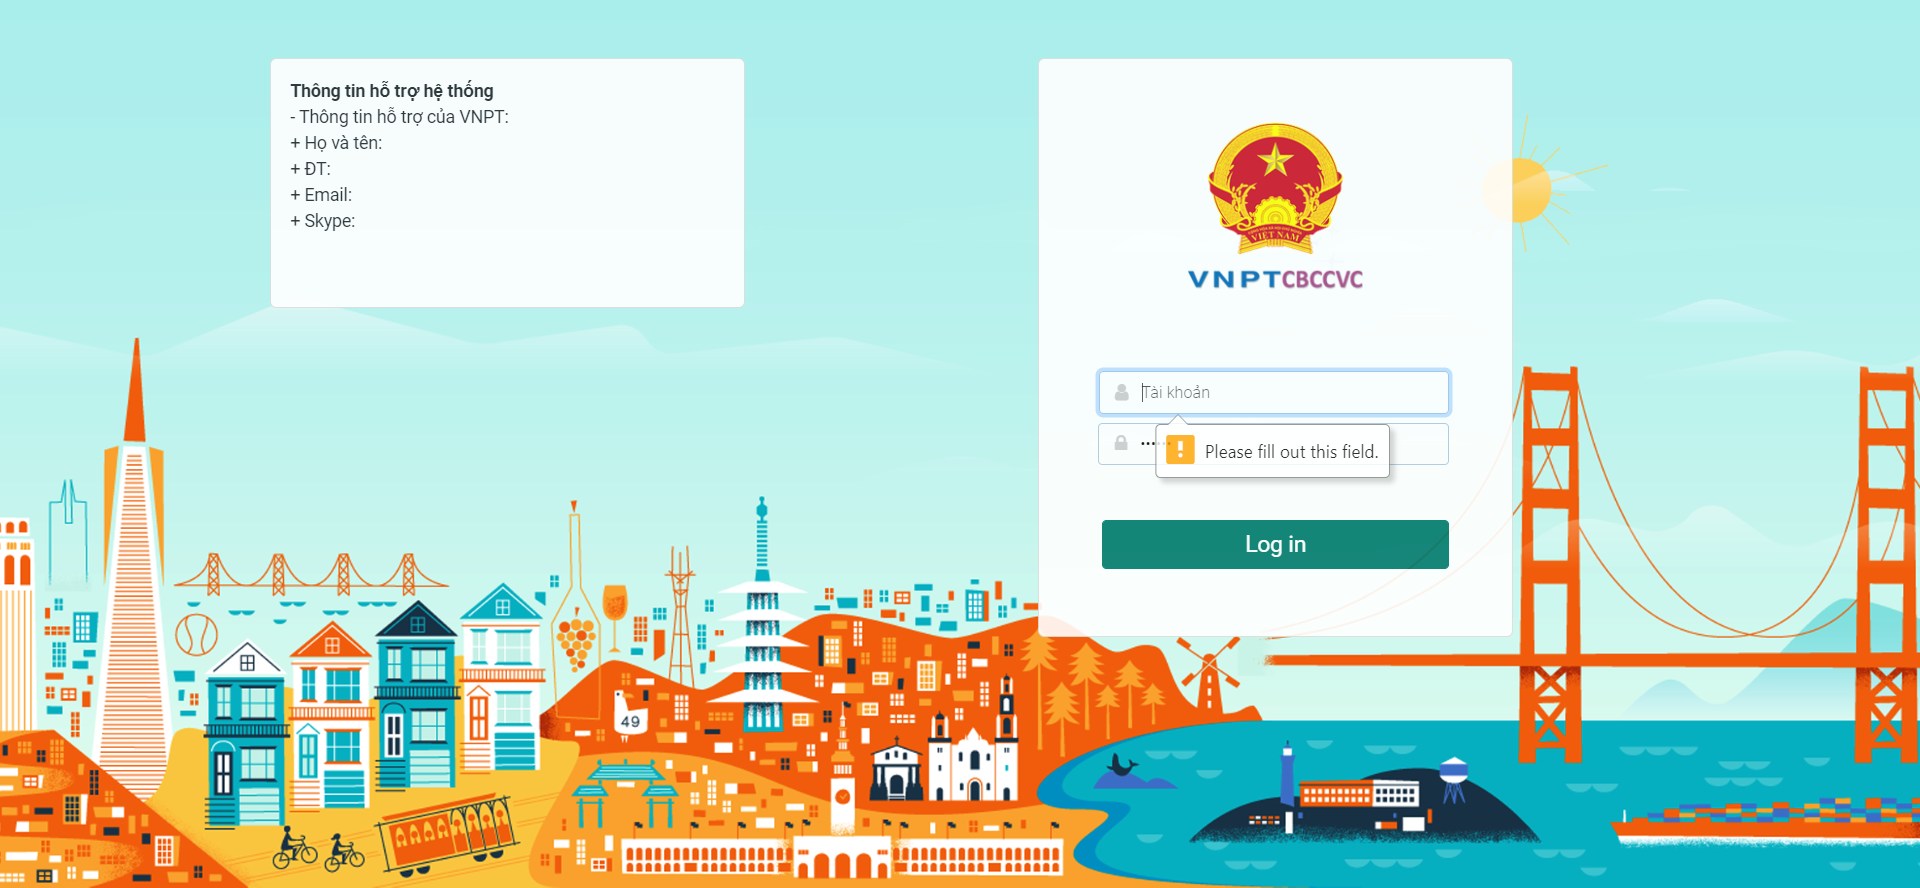 Thông tin hỗ trợ hệ thống
- Thông tin hỗ trợ của VNPT:
+ Họ và tên:
+ ĐT:
+ Email:
+ Skype:
VIỆT NAM
VNPTCBCCVC
Tài khoản
Please fill out this field.
Log in
49